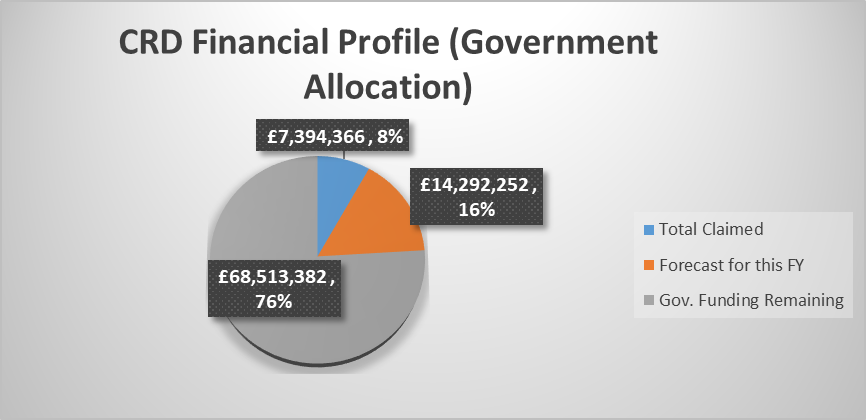 CRD Financial Profile (Government
Allocation)
£7,394,366 , 8%
£14,292,252 ,
16%
£68,513,382 ,
76%
Total Claimed
Forecast for this FY
Gov. Funding Remaining